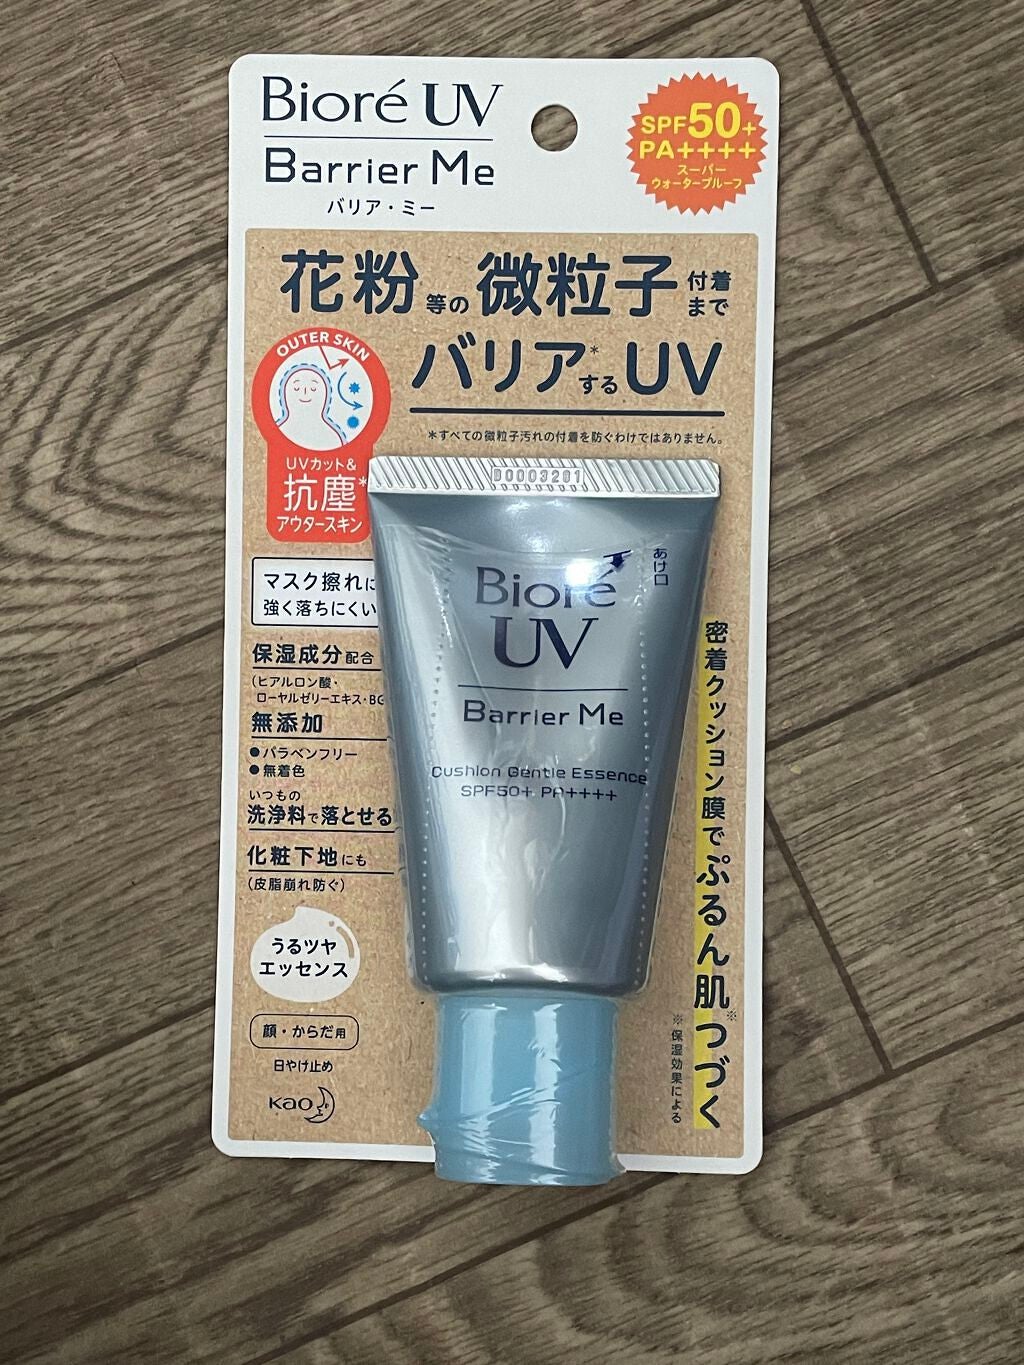 Bioré UV
Barrier Me
バリア・ミー
SPF50+
PA++++
スーパー
ウォータープルーフ
花粉等の微粒子付着まで
バリア*するUV
*すべての微粒子汚れの付着を防ぐわけではありません。
OUTER SKIN
UVカット&
抗塵*
アウタースキン
マスク擦れに
強く落ちにくい
保湿成分配合
(ヒアルロン酸・
ローヤルゼリーエキス・BG
無添加
●パラベンフリー
●無着色
いつもの
洗浄料で落とせる
化粧下地にも
(皮脂崩れ防ぐ)
うるツヤ
エッセンス
顔・からだ用
日やけ止め
Kao
B0003201
あけ口
Bioré
UV
Barrier Me
Cushion Gentle Essence
SPF50+ PA++++
密着クッション膜でぷるん肌※つづく
※保湿効果による